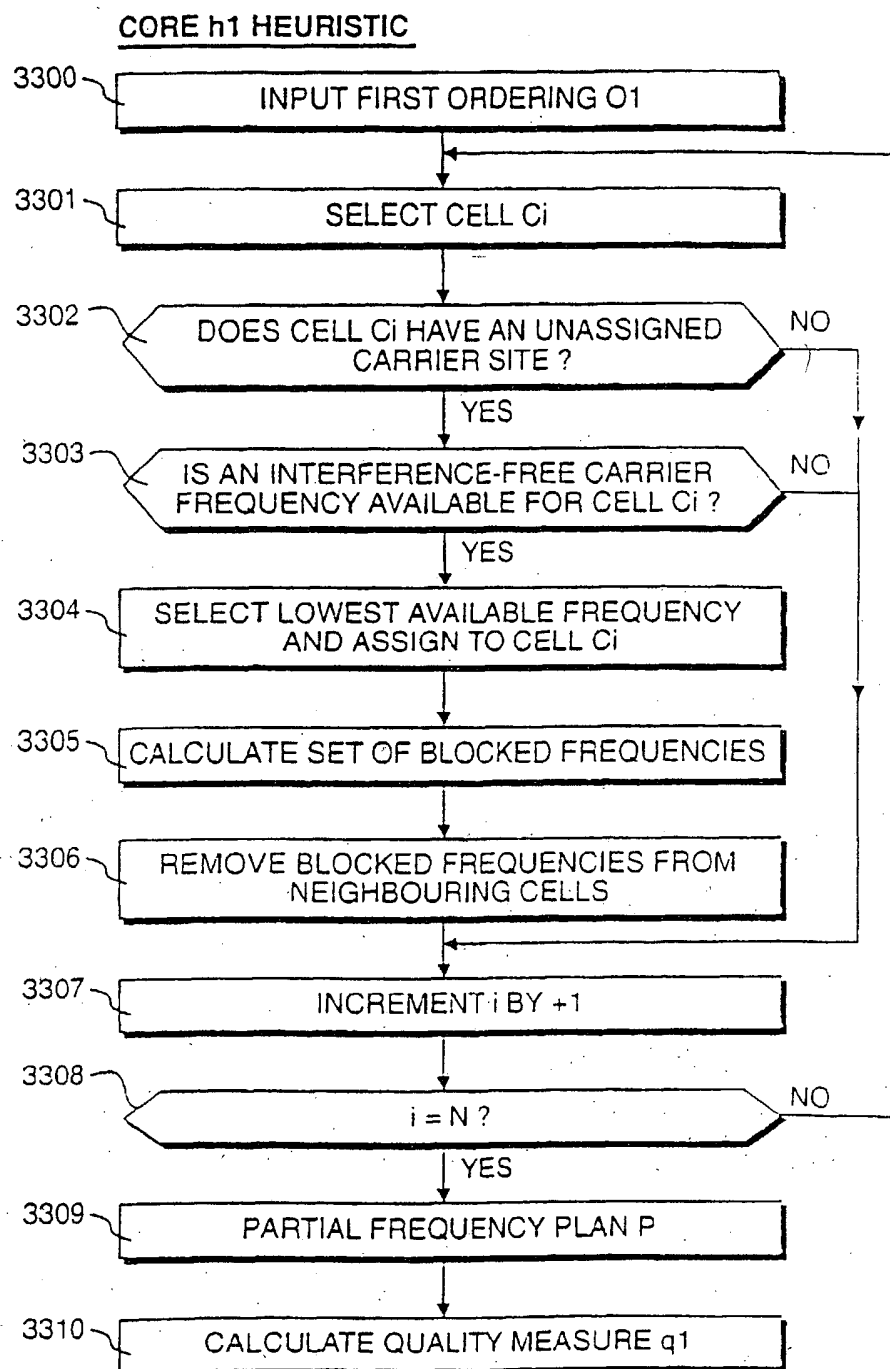 CORE h1 HEURISTIC
3300
INPUT FIRST ORDERING O1
3301
SELECT CELL Ci
3302
DOES CELL Ci HAVE AN UNASSIGNED
CARRIER SITE ?
NO
YES
3303
IS AN INTERFERENCE-FREE CARRIER
FREQUENCY AVAILABLE FOR CELL Ci ?
NO
YES
3304
SELECT LOWEST AVAILABLE FREQUENCY
AND ASSIGN TO CELL Ci
3305
CALCULATE SET OF BLOCKED FREQUENCIES
3306
REMOVE BLOCKED FREQUENCIES FROM
NEIGHBOURING CELLS
3307
INCREMENT i BY +1
3308
i = N ?
NO
YES
3309
PARTIAL FREQUENCY PLAN P
3310
CALCULATE QUALITY MEASURE q1